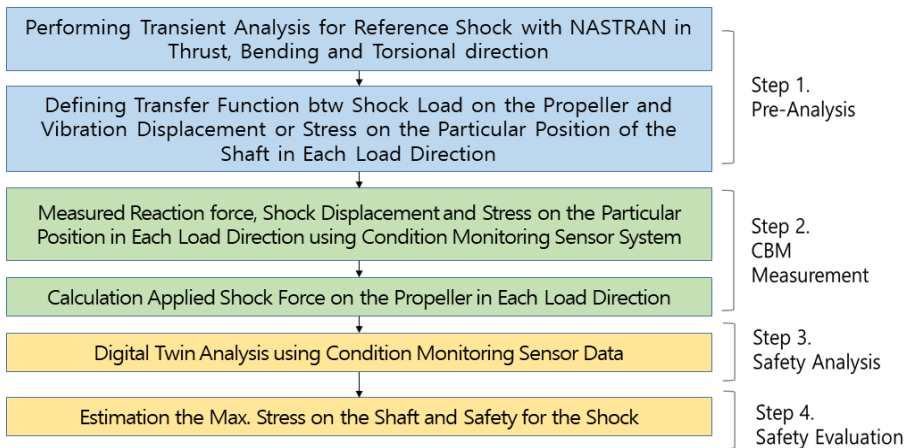 Performing Transient Analysis for Reference Shock with NASTRAN in
Thrust, Bending and Torsional direction
Defining Transfer Function btw Shock Load on the Propeller and
Vibration Displacement or Stress on the Particular Position of the
Shaft in Each Load Direction
Step 1.
Pre-Analysis
Measured Reaction force, Shock Displacement and Stress on the Particular
Position in Each Load Direction using Condition Monitoring Sensor System
Calculation Applied Shock Force on the Propeller in Each Load Direction
Step 2.
CBM
Measurement
Digital Twin Analysis using Condition Monitoring Sensor Data
Step 3.
Safety Analysis
Estimation the Max. Stress on the Shaft and Safety for the Shock
Step 4.
Safety Evaluation